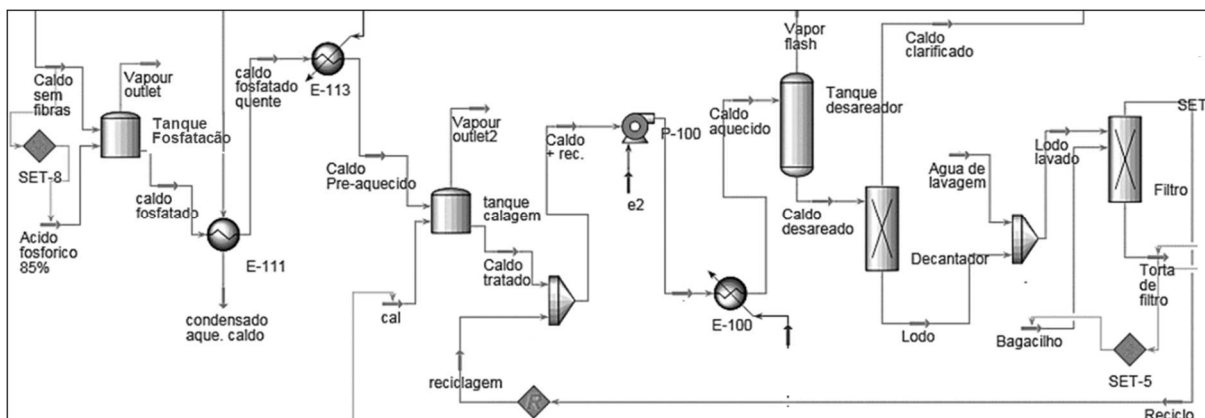 Caldo
sem
fibras
Vapour
outlet
Tanque
Fosfatacão
SET-8
Acido
fosforico
85%
caldo
fosfatado
E-111
condensado
aque. caldo
caldo
fosfatado
quente
E-113
Caldo
Pre-aquecido
Vapour
outlet2
tanque
calagem
cal
Caldo
tratado
reciclagem
R
Caldo
+ rec.
P-100
e2
E-100
Caldo
aquecido
Vapor
flash
Tanque
desareador
Caldo
desareado
Caldo
clarificado
Decantador
Lodo
Agua de
lavagem
Lodo
lavado
Bagacilho
SET
Filtro
Torta
de
filtro
SET-5
Reciclo